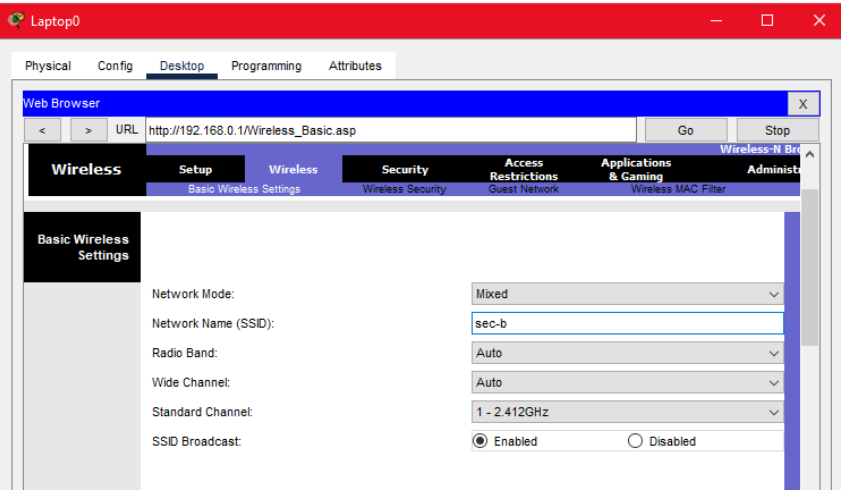 Laptop0
Physical Config Desktop Programming Attributes
Web Browser X
< > URL http://192.168.0.1/Wireless_Basic.asp Go Stop
Wireless-N Bro
Wireless Setup Wireless Security Access Restrictions Applications & Gaming Administ
Basic Wireless Settings Wireless Security Guest Network Wireless MAC Filter
Basic Wireless
Settings
Network Mode: Mixed
Network Name (SSID): sec-b
Radio Band: Auto
Wide Channel: Auto
Standard Channel: 1 - 2.412GHz
SSID Broadcast: Enabled Disabled